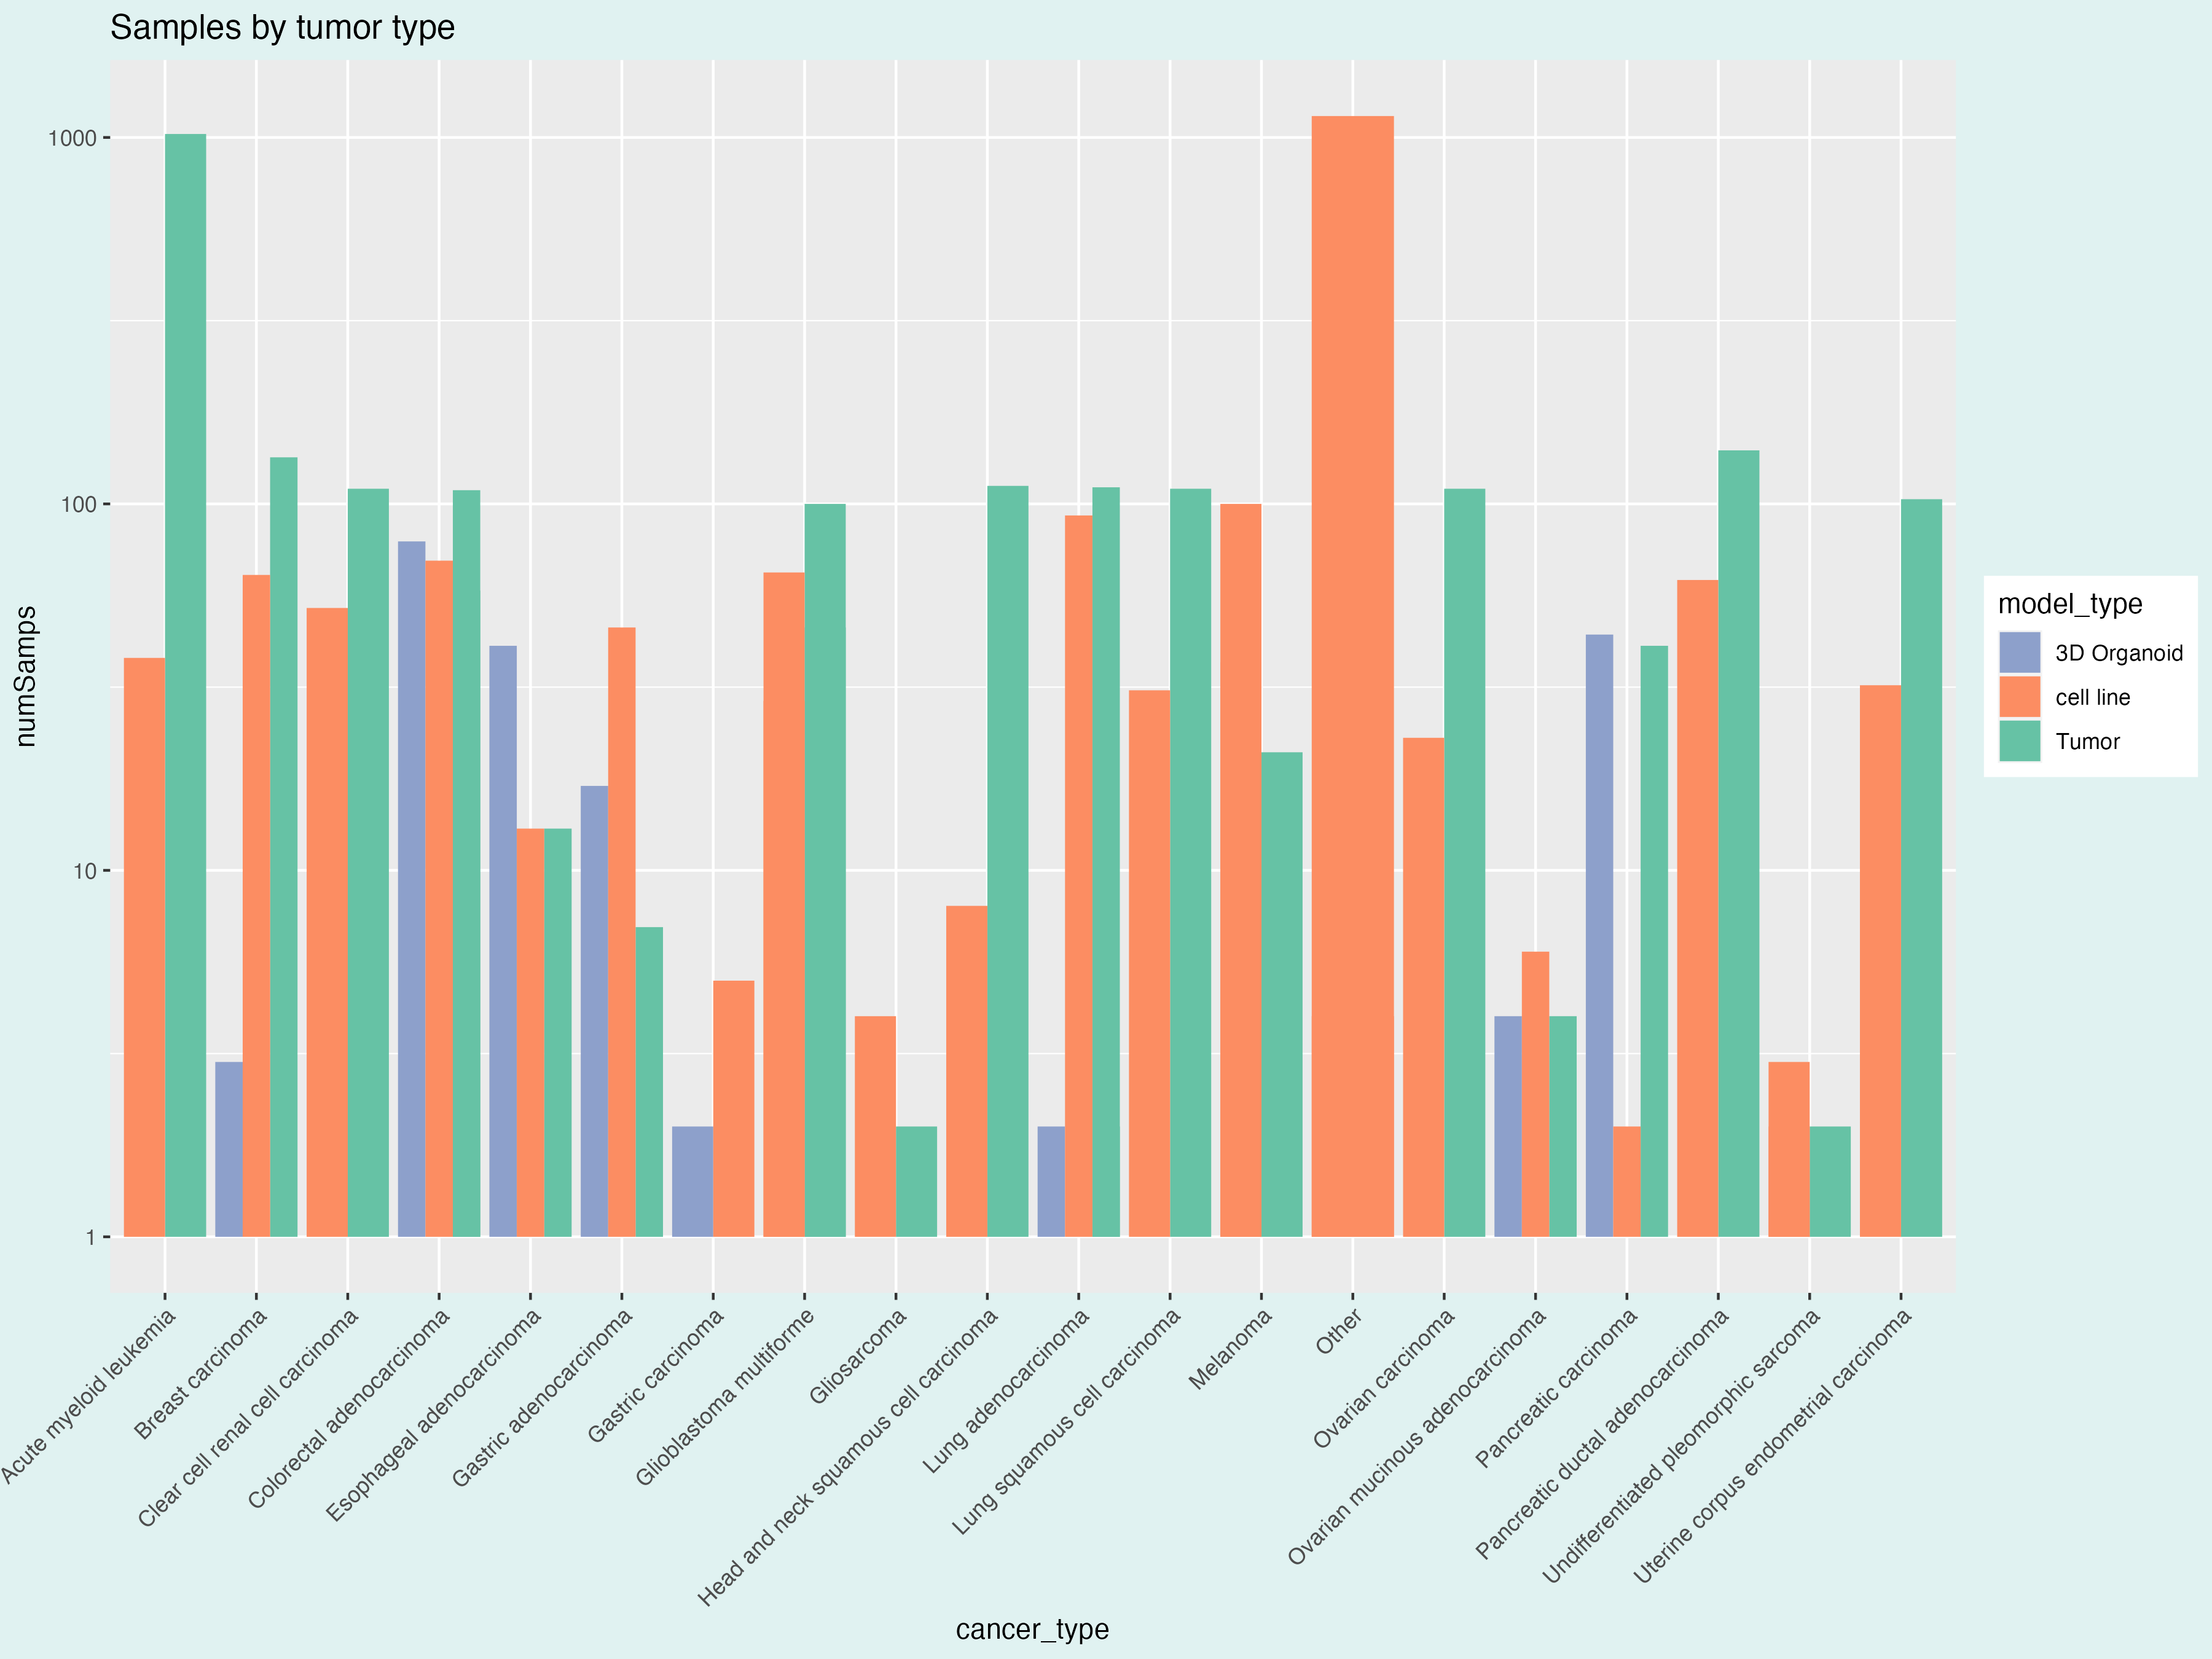 Samples by tumor type
numSamps
1000
100
10
1
Acute myeloid leukemia
Breast carcinoma
Clear cell renal cell carcinoma
Colorectal adenocarcinoma
Esophageal adenocarcinoma
Gastric adenocarcinoma
Gastric carcinoma
Glioblastoma multiforme
Gliosarcoma
Head and neck squamous cell carcinoma
Lung adenocarcinoma
Lung squamous cell carcinoma
Melanoma
Other
Ovarian carcinoma
Ovarian mucinous adenocarcinoma
Pancreatic carcinoma
Pancreatic ductal adenocarcinoma
Undifferentiated pleomorphic sarcoma
Uterine corpus endometrial carcinoma
cancer_type
model_type
3D Organoid
cell line
Tumor